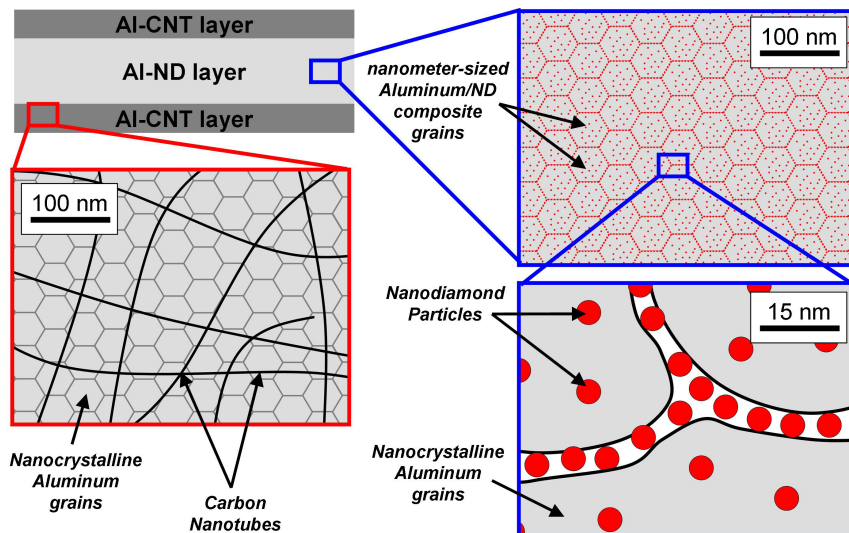 Al-CNT layer
Al-ND layer
Al-CNT layer
100 nm
nanometer-sized
Aluminum/ND
composite
grains
100 nm
Nanocrystalline
Aluminum
grains
Carbon
Nanotubes
Nanodiamond
Particles
15 nm
Nanocrystalline
Aluminum
grains